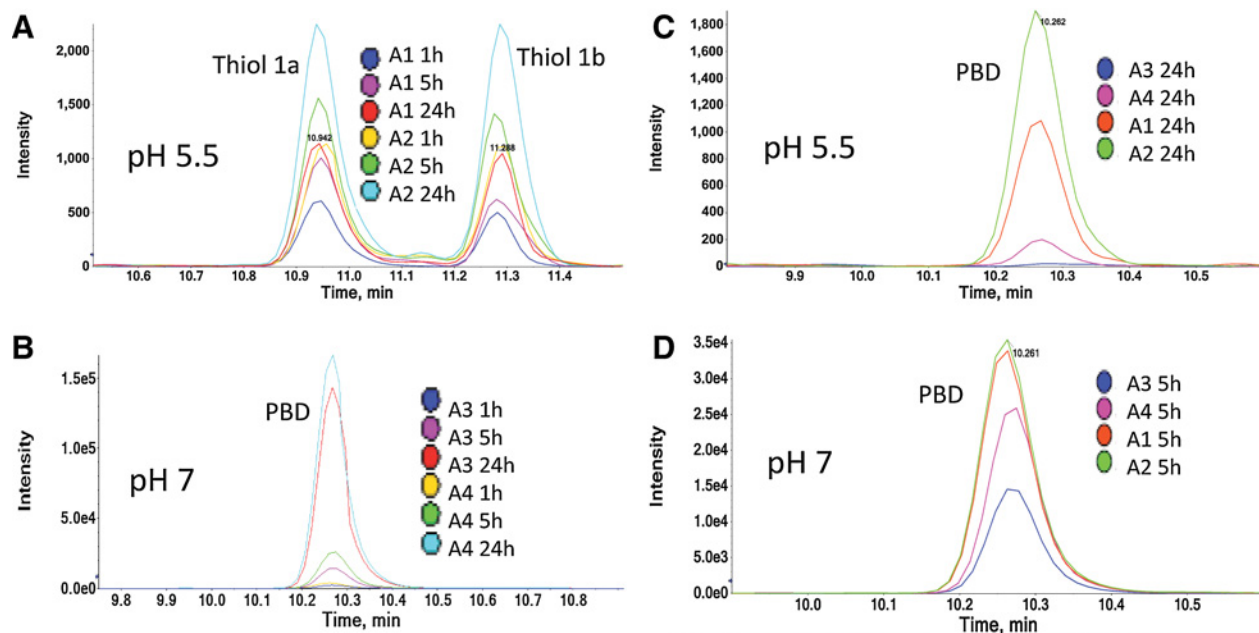 A
2,000
1,500
1,000
500
0
Intensity
pH 5.5
Thiol 1a
Thiol 1b
10.942
11.288
A1 1h
A1 5h
A1 24h
A2 1h
A2 5h
A2 24h
10.6 10.7 10.8 10.9 11.0 11.1 11.2 11.3 11.4
Time, min
C
1,800
1,600
1,400
1,200
1,000
800
600
400
200
0
Intensity
pH 5.5
PBD
10.262
A3 24h
A4 24h
A1 24h
A2 24h
9.9 10.0 10.1 10.2 10.3 10.4 10.5
Time, min
B
1.5e5
1.0e5
5.0e4
0.0e0
Intensity
pH 7
PBD
A3 1h
A3 5h
A3 24h
A4 1h
A4 5h
A4 24h
9.8 9.9 10.0 10.1 10.2 10.3 10.4 10.5 10.6 10.7 10.8
Time, min
D
3.5e4
3.0e4
2.5e4
2.0e4
1.5e4
1.0e4
5.0e3
0.0e0
Intensity
pH 7
PBD
10.261
A3 5h
A4 5h
A1 5h
A2 5h
10.0 10.1 10.2 10.3 10.4 10.5
Time, min